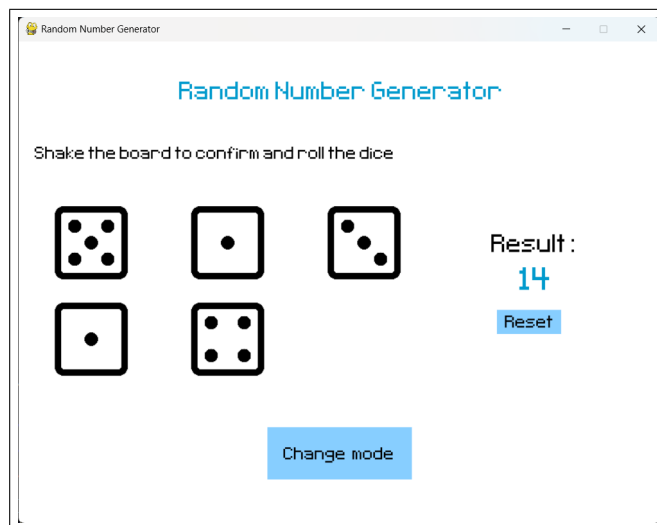 Random Number Generator
Random Number Generator
Shake the board to confirm and roll the dice
Result:
14
Reset
Change mode